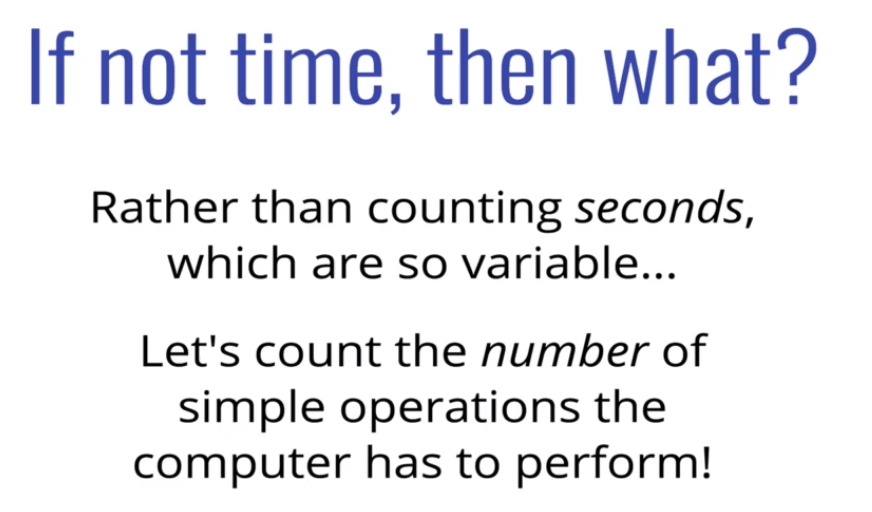 If not time, then what?
Rather than counting seconds,
which are so variable...
Let's count the number of
simple operations the
computer has to perform!